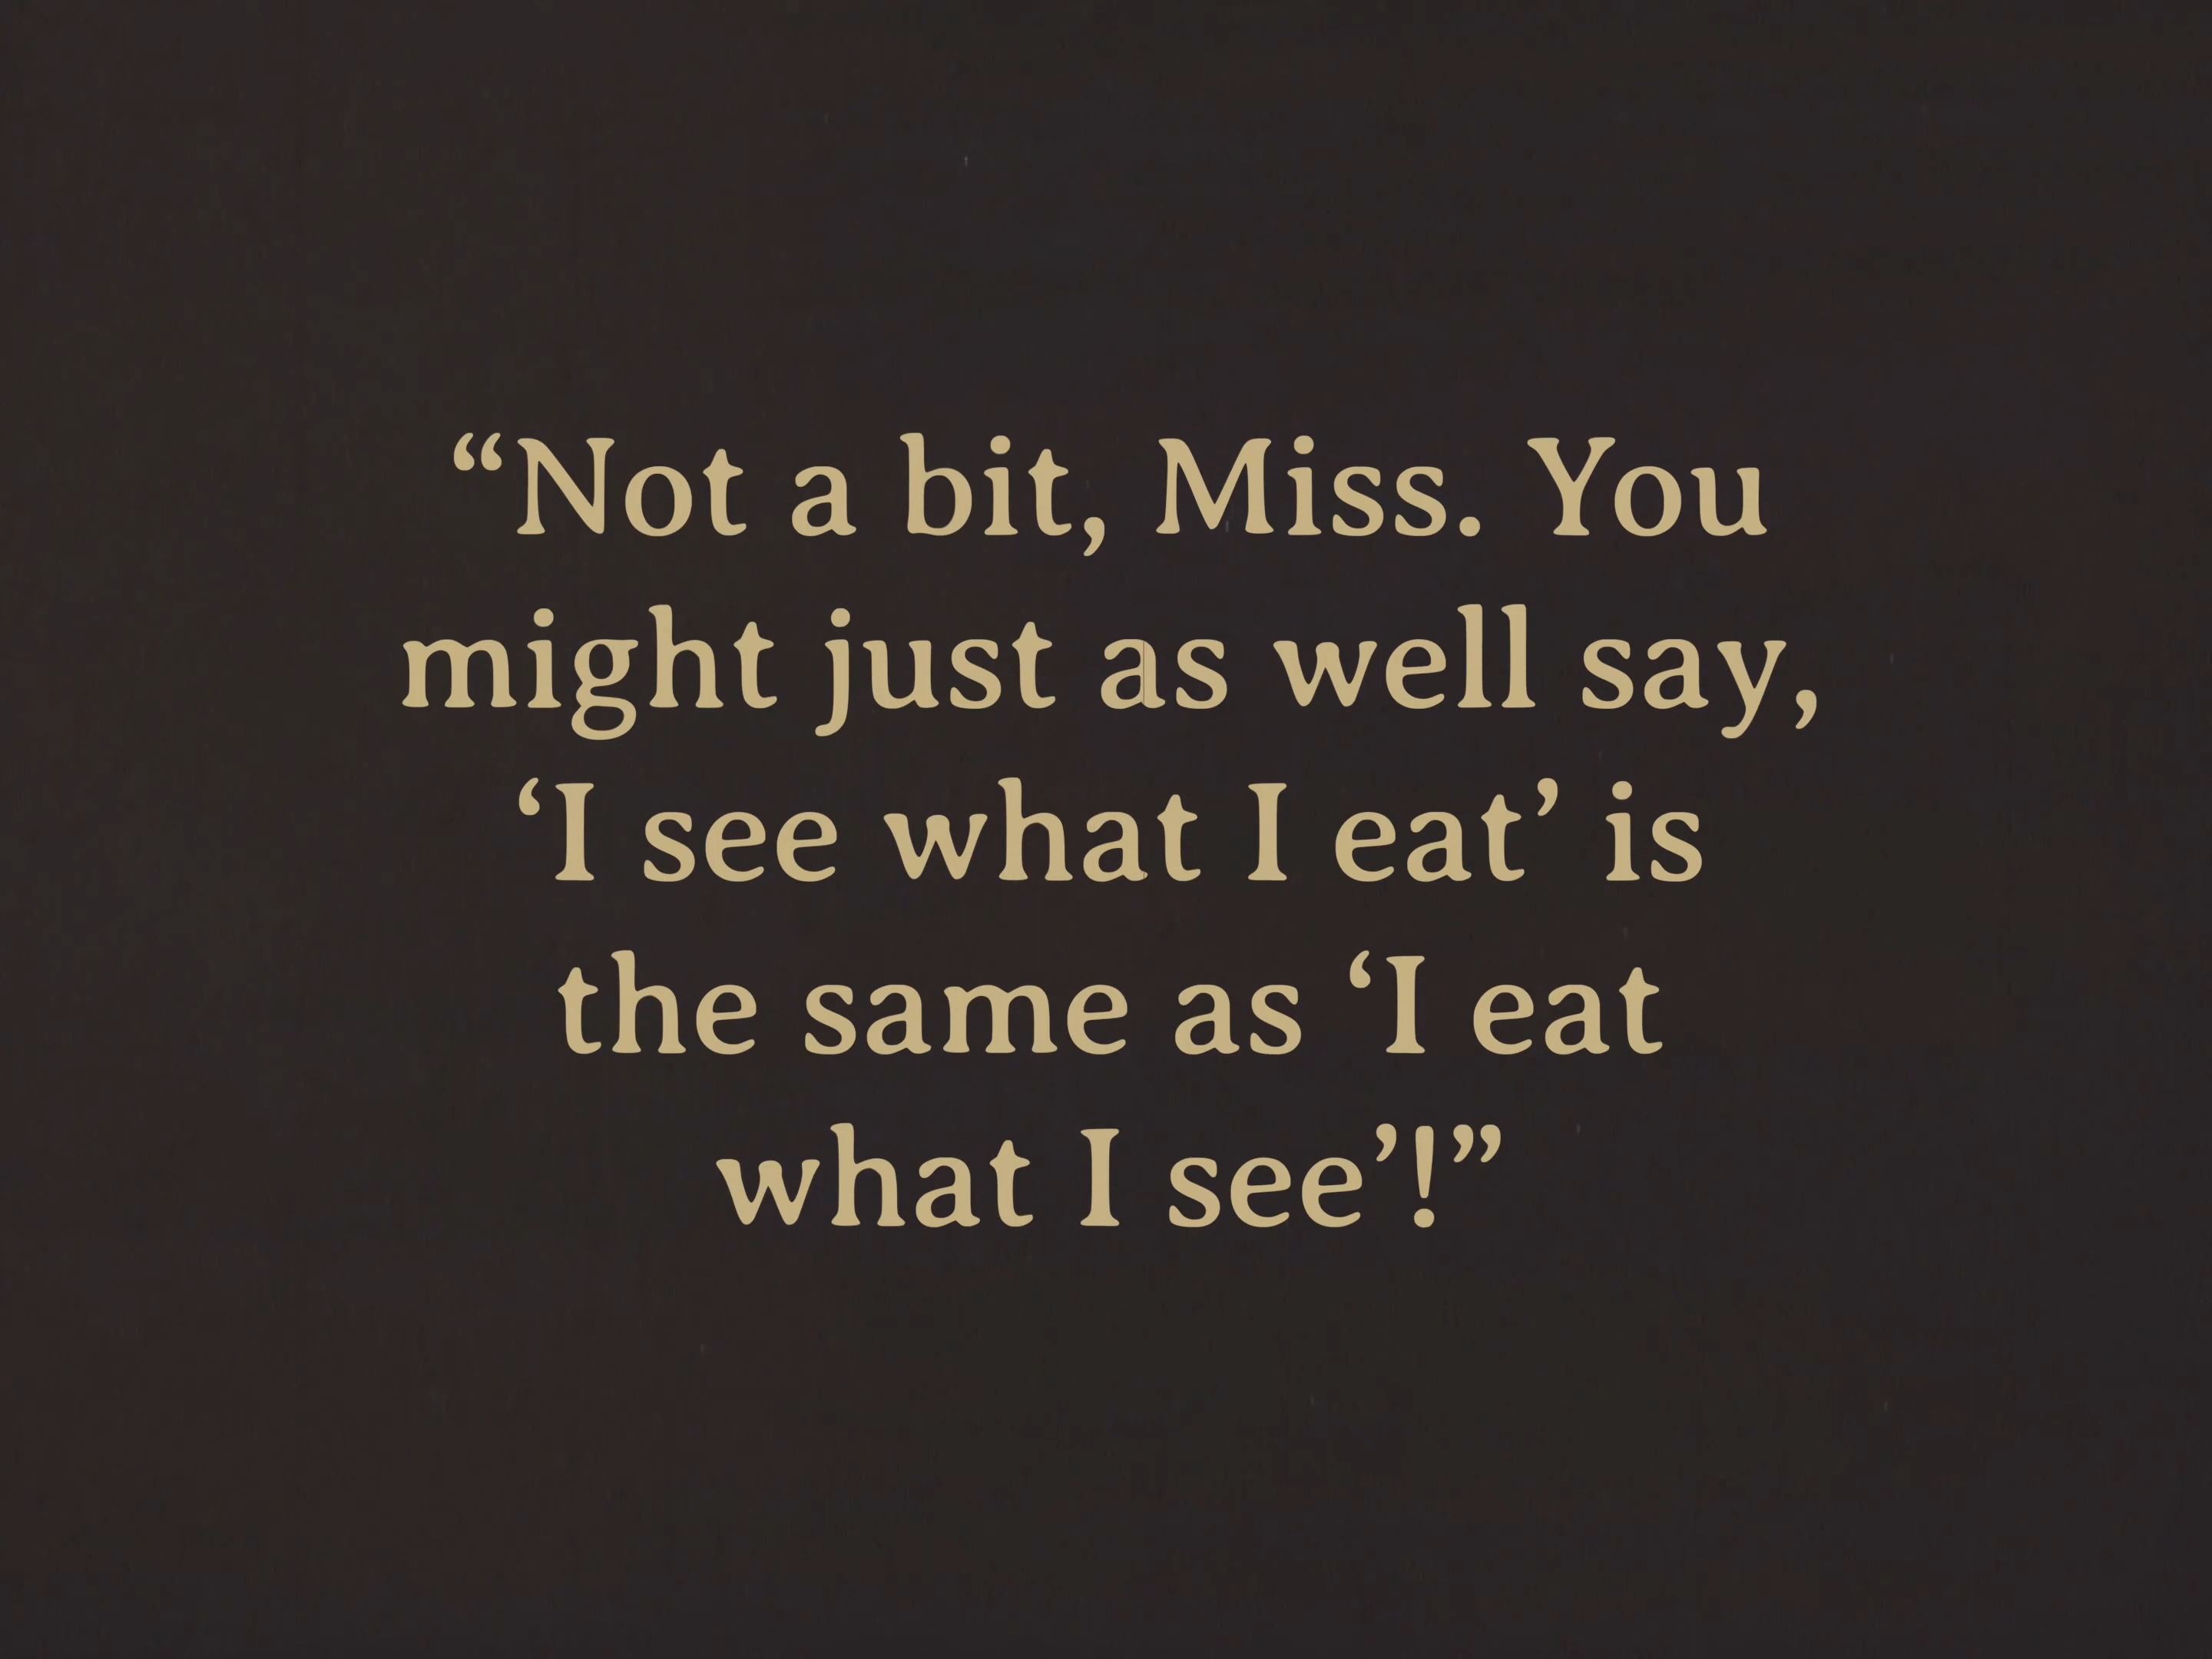 “Not a bit, Miss. You
might just as well say,
‘I see what I eat’ is
the same as ‘I eat
what I see’!”